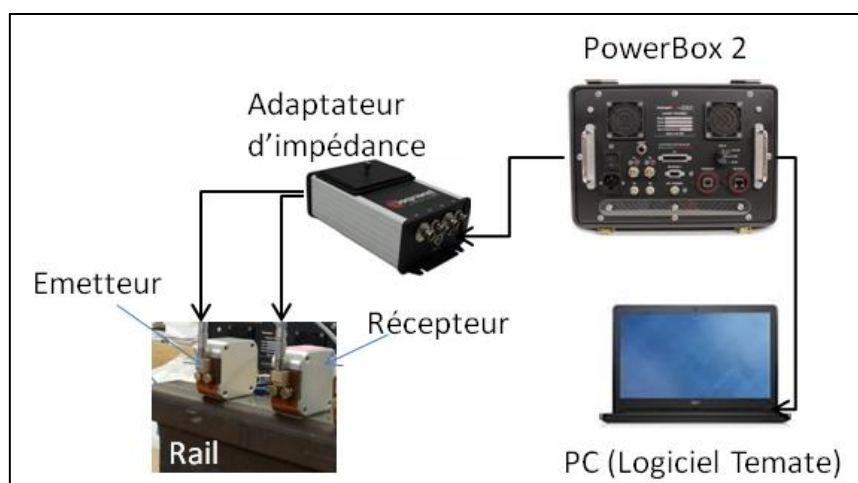 PowerBox 2
Adaptateur
d'impédance
Emetteur
Récepteur
Rail
PC (Logiciel Temate)